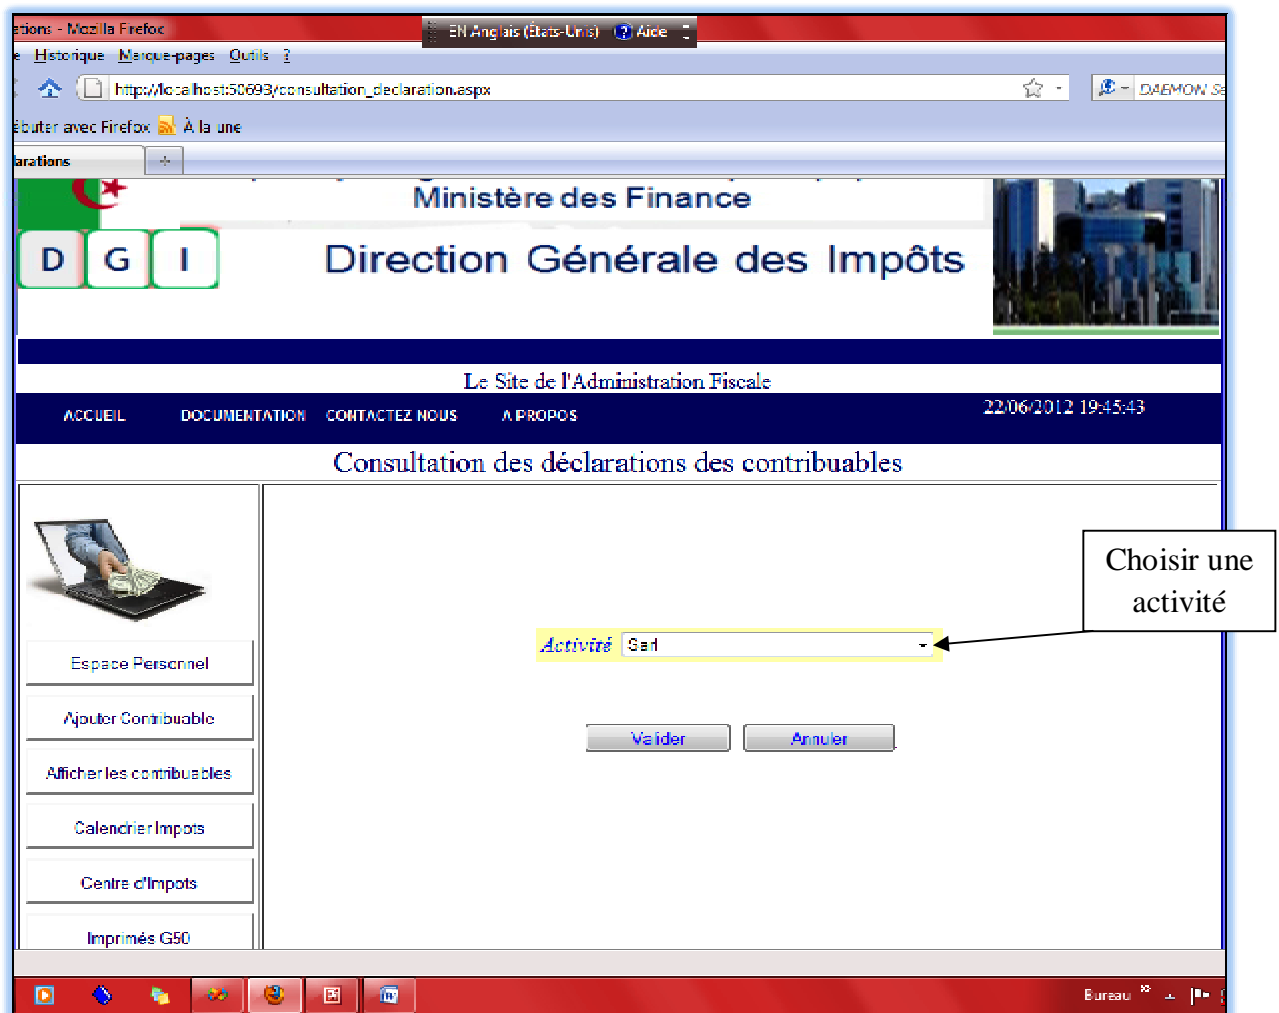 ations - Mozilla Firefox
EN Anglais (États-Unis) Aide
e Historique Marque-pages Outils ?
http://localhost:50693/consultation_declaration.aspx
DAEMON Se
ébuter avec Firefox À la une
larations
Ministère des Finance
D G I
Direction Générale des Impôts
Le Site de l'Administration Fiscale
ACCUEIL DOCUMENTATION CONTACTEZ NOUS A PROPOS
22/06/2012 19:45:43
Consultation des déclarations des contribuables
Choisir une
activité
Activité Sarl
Espace Personnel
Ajouter Contribuable
Valider Annuler
Afficher les contribuables
Calendrier Impots
Centre d'Impots
Imprimés G50
Bureau